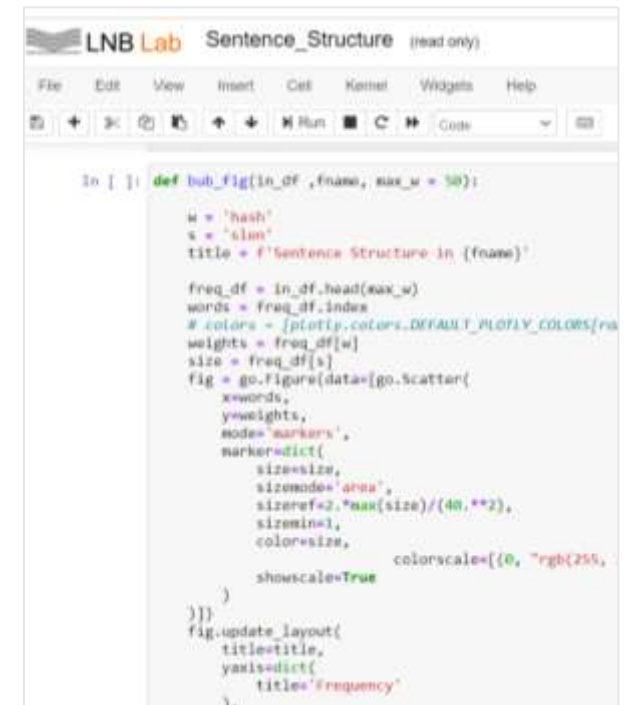 LNB Lab Sentence_Structure (read only)
File Edit View Insert Cell Kernel Widgets Help
Run Code
In [ ]: def bub_fig(in_df ,fname, max_w = 50):
w = 'hash'
s = 'slen'
title = f'Sentence Structure in {fname}'
freq_df = in_df.head(max_w)
words = freq_df.index
# colors = [plotly.colors.DEFAULT_PLOTLY_COLORS[ra
weights = freq_df[w]
size = freq_df[s]
fig = go.Figure(data=[go.Scatter(
x=words,
y=weights,
mode='markers',
marker=dict(
size=size,
sizemode='area',
sizeref=2.*max(size)/(40.**2),
sizemin=1,
color=size,
colorscale=[(0, "rgb(255,
showscale=True
)
)])
fig.update_layout(
title=title,
yaxis=dict(
title='Frequency'
),